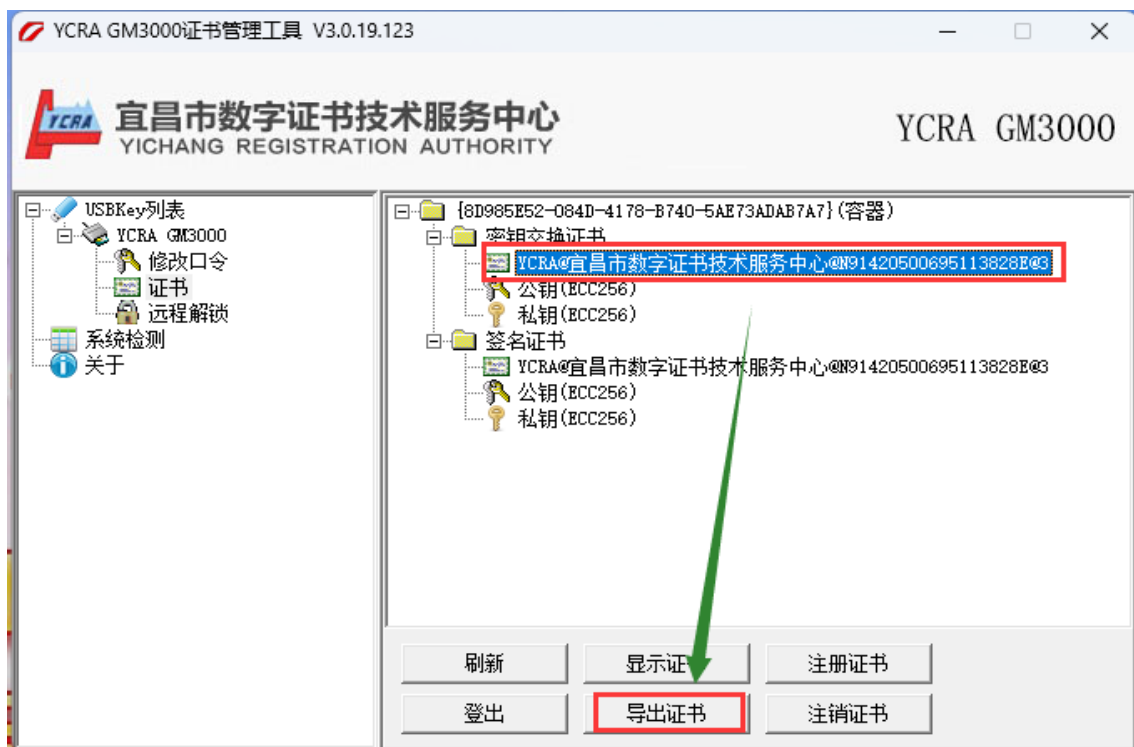 YCRA GM3000证书管理工具 V3.0.19.123
YCRA
宜昌市数字证书技术服务中心
YICHANG REGISTRATION AUTHORITY
YCRA GM3000
USBKey列表
YCRA GM3000
修改口令
证书
远程解锁
系统检测
关于
{8D985E52-084D-4178-B740-5AE73ADAB7A7}(容器)
密钥交换证书
YCRA@宜昌市数字证书技术服务中心@N91420500695113828E@3
公钥(ECC256)
私钥(ECC256)
签名证书
YCRA@宜昌市数字证书技术服务中心@N91420500695113828E@3
公钥(ECC256)
私钥(ECC256)
刷新
显示证
注册证书
登出
导出证书
注销证书